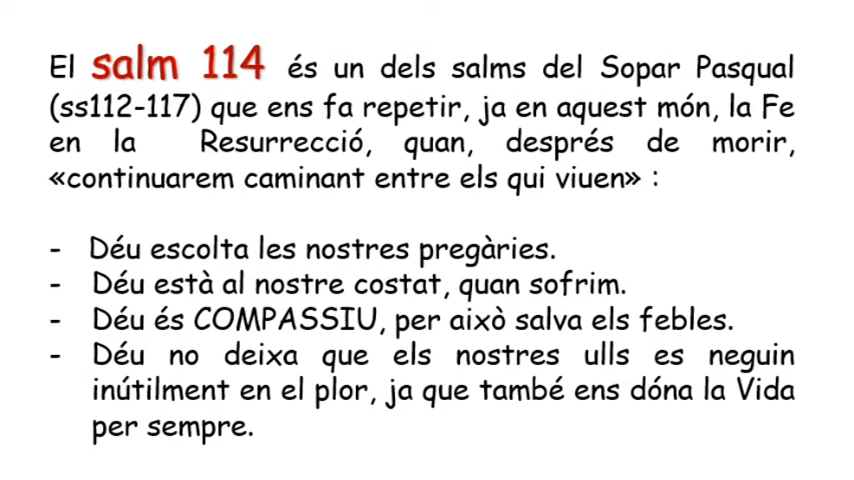 El salm 114 és un dels salms del Sopar Pasqual
(ss112-117) que ens fa repetir, ja en aquest món, la Fe
en la Resurrecció, quan, després de morir,
«continuarem caminant entre els qui viuen» :
- Déu escolta les nostres pregàries.
- Déu està al nostre costat, quan sofrim.
- Déu és COMPASSIU, per això salva els febles.
- Déu no deixa que els nostres ulls es neguin
inútilment en el plor, ja que també ens dóna la Vida
per sempre.